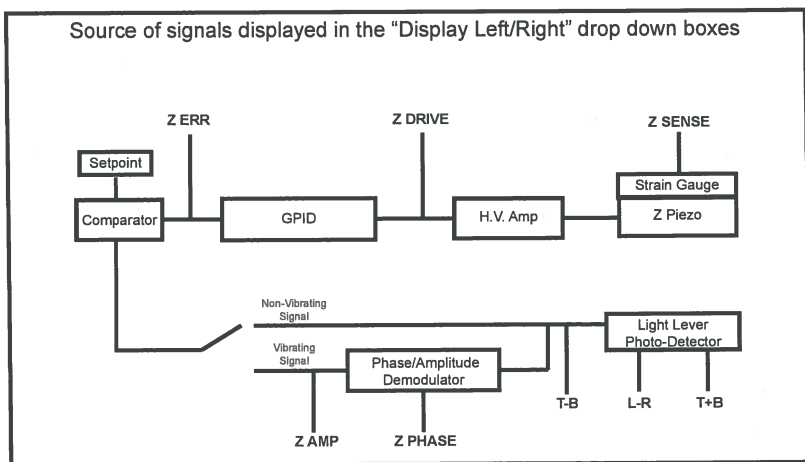 Source of signals displayed in the “Display Left/Right” drop down boxes
Z ERR
Z DRIVE
Z SENSE
Setpoint
Strain Gauge
Comparator
GPID
H.V. Amp
Z Piezo
Non-Vibrating
Signal
Light Lever
Photo-Detector
Vibrating
Signal
Phase/Amplitude
Demodulator
T-B
L-R
T+B
Z AMP
Z PHASE